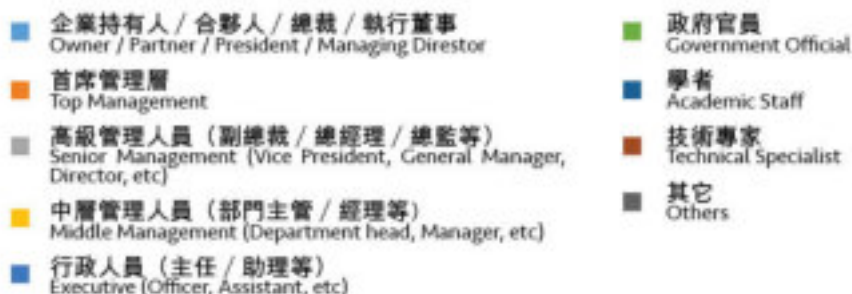 企業持有人 / 合夥人 / 總裁 / 執行董事
Owner / Partner / President / Managing Direstor
首席管理層
Top Management
高級管理人員（副總裁 / 總經理 / 總監等）
Senior Management (Vice President, General Manager,
Director, etc)
中層管理人員（部門主管 / 經理等）
Middle Management (Department head, Manager, etc)
行政人員（主任 / 助理等）
Executive (Officer, Assistant, etc)
政府官員
Government Official
學者
Academic Staff
技術專家
Technical Specialist
其它
Others